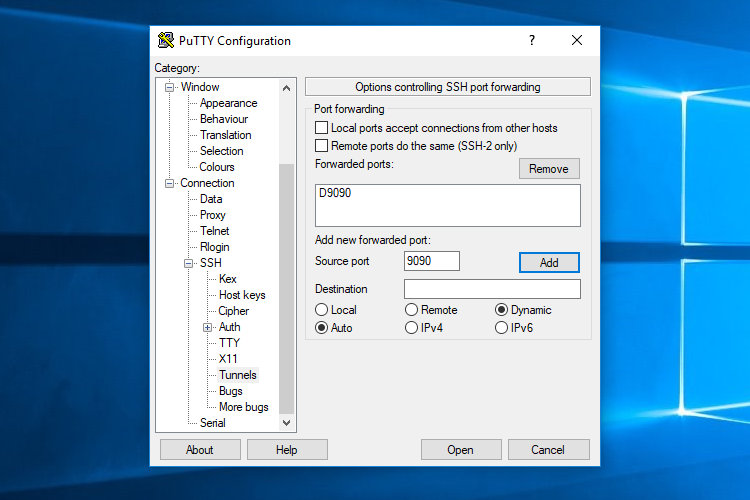 PuTTY Configuration
?
Category:
Window
Appearance
Behaviour
Translation
Selection
Colours
Connection
Data
Proxy
Telnet
Rlogin
SSH
Kex
Host keys
Cipher
Auth
TTY
X11
Tunnels
Bugs
More bugs
Serial
Options controlling SSH port forwarding
Port forwarding
Local ports accept connections from other hosts
Remote ports do the same (SSH-2 only)
Forwarded ports:
Remove
D9090
Add new forwarded port:
Source port 9090 Add
Destination
Local Remote Dynamic
Auto IPv4 IPv6
About Help Open Cancel